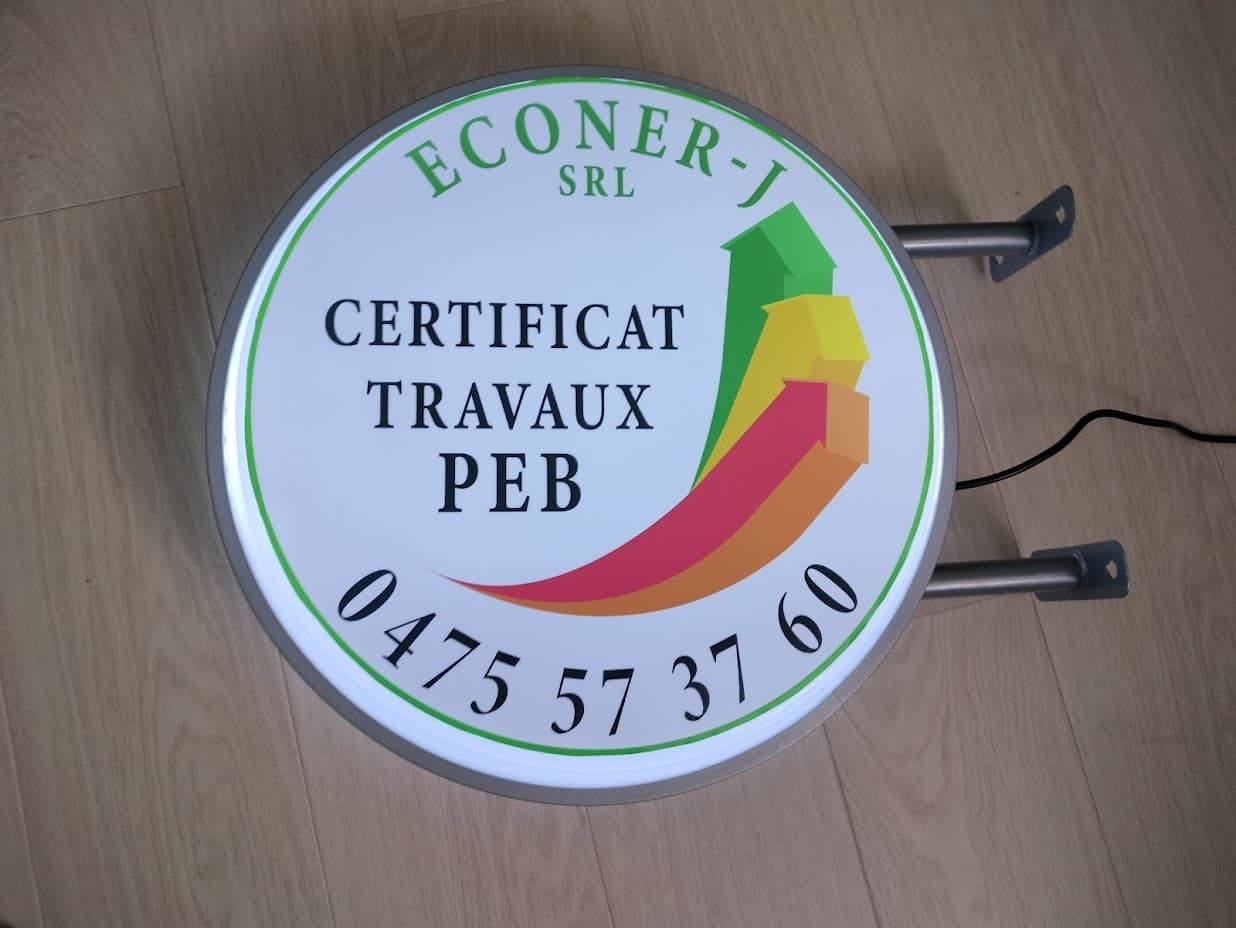 ECONER-J
SRL
CERTIFICAT
TRAVAUX
PEB
0475 57 37 60